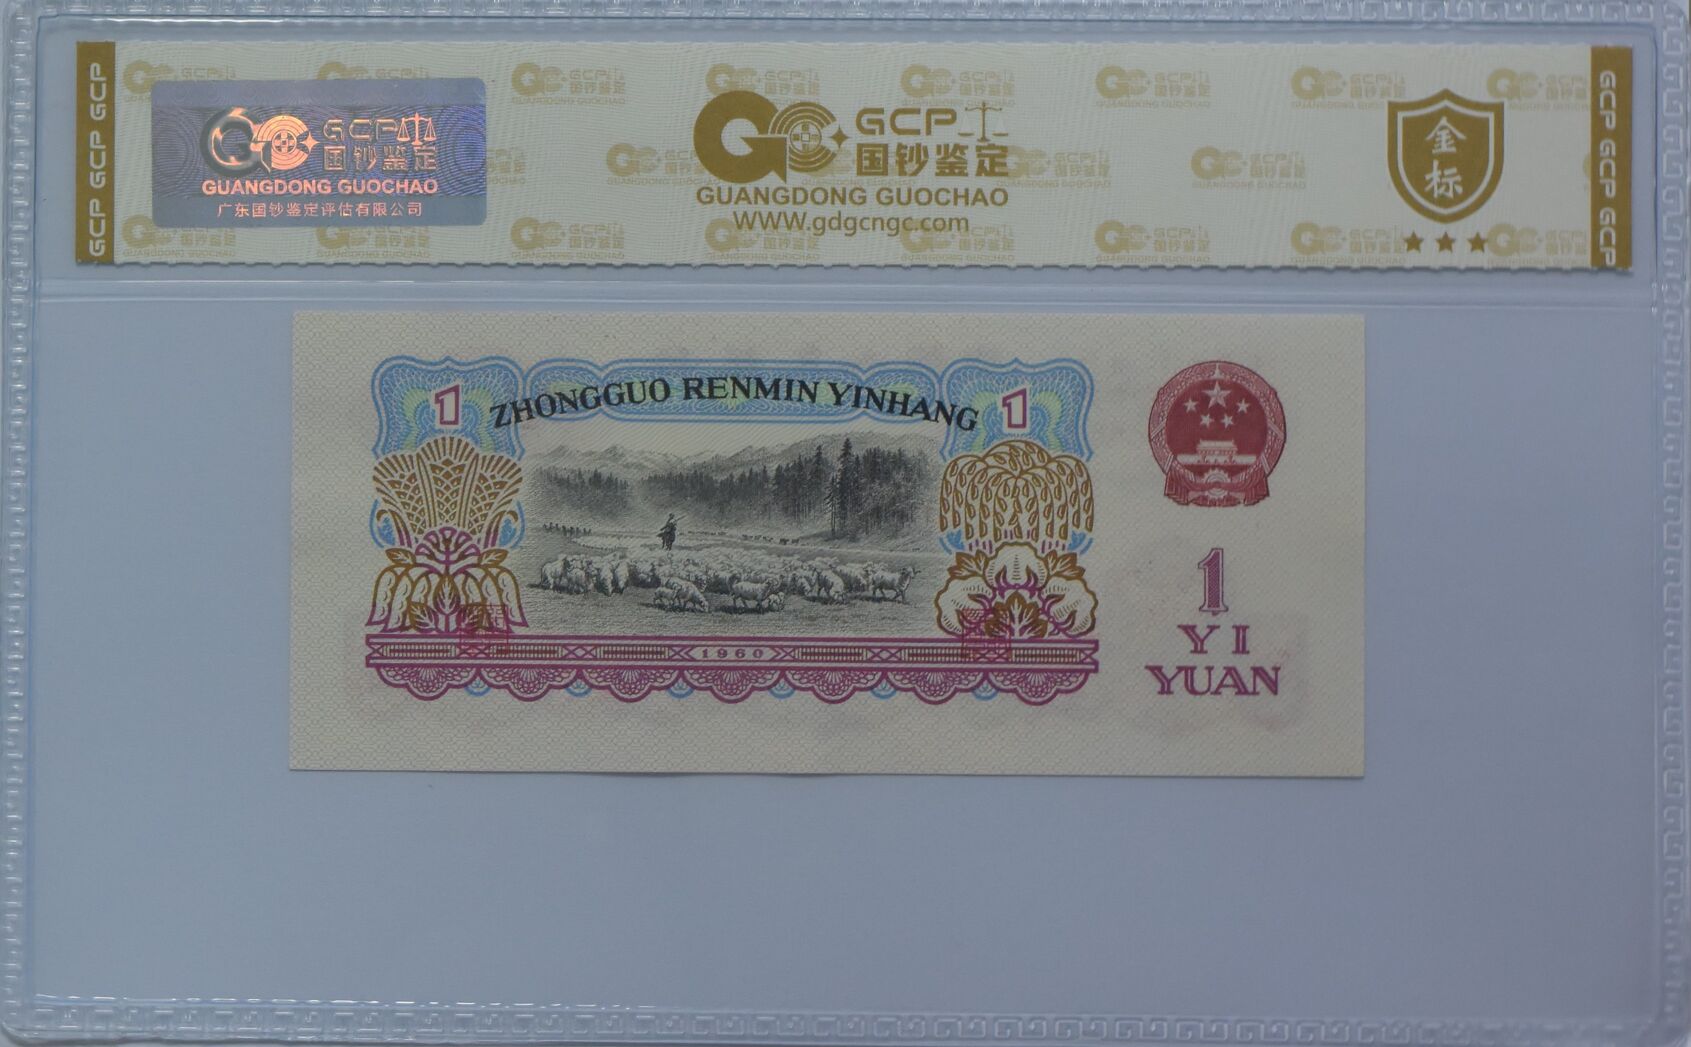 GCP GCP GCP
GCP
国钞鉴定
GUANGDONG GUOCHAO
广东国钞鉴定评估有限公司
GCP
国钞鉴定
GUANGDONG GUOCHAO
WWW.gdgcngc.com
金标
GCP GCP GCP
ZHONGGUO RENMIN YINHANG
1
1
1960
1
YI
YUAN